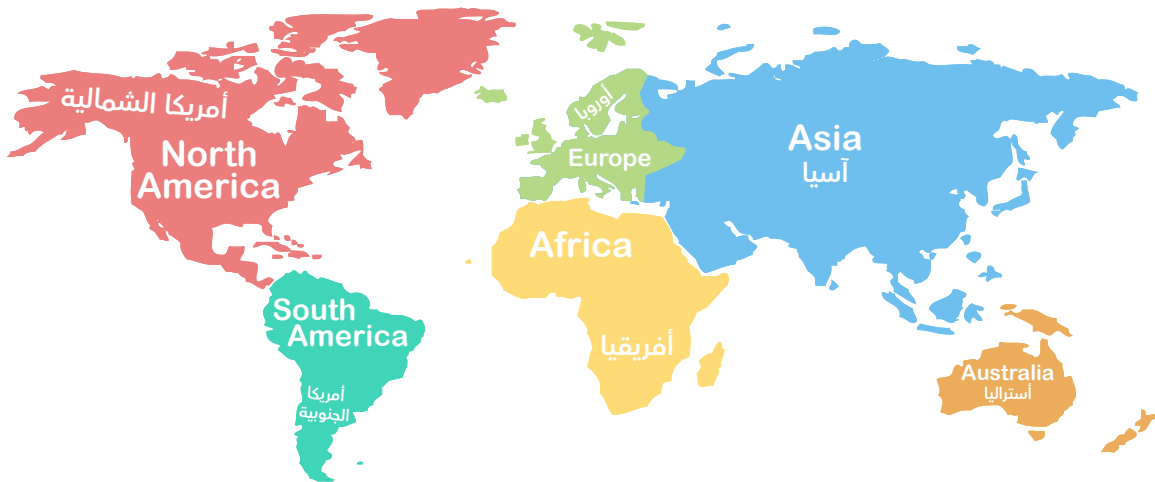 أمريكا الشمالية
North
America
أوروبا
Europe
Asia
آسيا
Africa
أفريقيا
South
America
أمريكا
الجنوبية
Australia
أستراليا